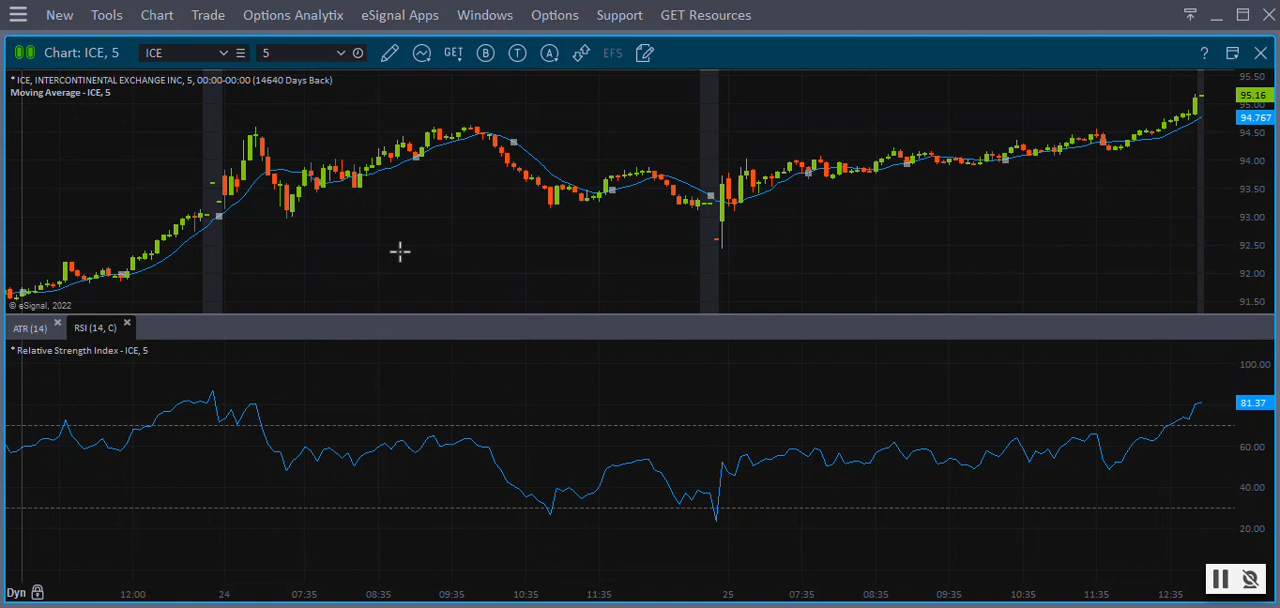 New Tools Chart Trade Options Analytix eSignal Apps Windows Options Support GET Resources
Chart: ICE, 5 ICE 5 GET B T A EFS ?
* ICE, INTERCONTINENTAL EXCHANGE INC, 5, 00:00-00:00 (14640 Days Back)
Moving Average - ICE, 5
95.50
95.16
95.00
94.767
94.50
94.00
93.50
93.00
92.50
92.00
91.50
© eSignal, 2022
ATR (14) RSI (14, C)
* Relative Strength Index - ICE, 5
100.00
81.37
60.00
40.00
20.00
Dyn 12:00 24 07:35 08:35 09:35 10:35 11:35 25 07:35 08:35 09:35 10:35 11:35 12:35